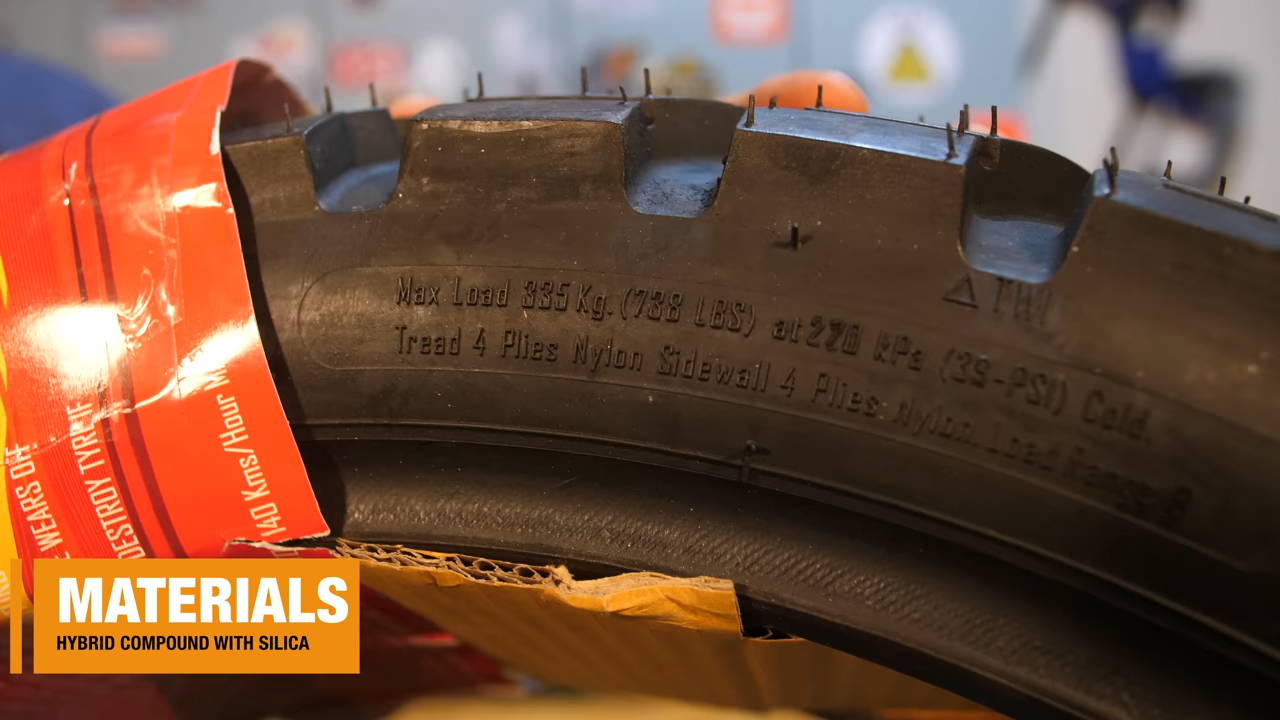 Max Load 335 Kg. (738 LBS) at 270 KPa (39-PSI) Cold.
Tread 4 Plies Nylon Sidewall 4 Plies Nylon. Load Range B
△ TWI
WEARS OFF
DESTROY TYRE IF
140 Kms/Hour M
MATERIALS
HYBRID COMPOUND WITH SILICA